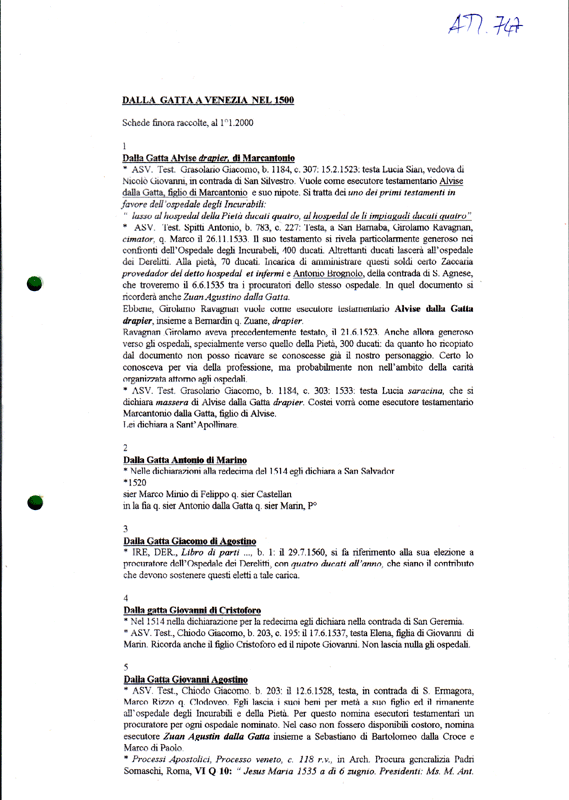 ATT. 747
DALLA GATTA A VENEZIA NEL 1500
Schede finora raccolte, al 1°1.2000
1
Dalla Gatta Alvise drapier, di Marcantonio
* ASV. Test. Grasolario Giacomo, b. 1184, c. 307: 15.2.1523: testa Lucia Sian, vedova di
Nicolò Giovanni, in contrada di San Silvestro. Vuole come esecutore testamentario Alvise
dalla Gatta, figlio di Marcantonio e suo nipote. Si tratta dei uno dei primi testamenti in
favore dell'ospedale degli Incurabili:
" lasso al hospedal della Pietà ducati quatro, al hospedal de li impiagadi ducati quatro"
* ASV. Test. Spitti Antonio, b. 783, c. 227: Testa, a San Barnaba, Girolamo Ravagnan,
cimator, q. Marco il 26.11.1533. Il suo testamento si rivela particolarmente generoso nei
confronti dell'Ospedale degli Incurabeli, 400 ducati. Altrettanti ducati lascerà all'ospedale
dei Derelitti. Alla pietà, 70 ducati. Incarica di amministrare questi soldi certo Zaccaria
provedador del detto hospedal et infermi e Antonio Brognolo, della contrada di S. Agnese,
che troveremo il 6.6.1535 tra i procuratori dello stesso ospedale. In quel documento si
ricorderà anche Zuan Agustino dalla Gatta.
Ebbene, Girolamo Ravagnan vuole come esecutore testamentario Alvise dalla Gatta
drapier, insieme a Bernardin q. Zuane, drapier.
Ravagnan Girolamo aveva precedentemente testato, il 21.6.1523. Anche allora generoso
verso gli ospedali, specialmente verso quello della Pietà, 300 ducati: da quanto ho ricopiato
dal documento non posso ricavare se conoscesse già il nostro personaggio. Certo lo
conosceva per via della professione, ma probabilmente non nell'ambito della carità
organizzata attorno agli ospedali.
* ASV. Test. Grasolario Giacomo, b. 1184, c. 303: 1533: testa Lucia saracina, che si
dichiara massera di Alvise dalla Gatta drapier. Costei vorrà come esecutore testamentario
Marcantonio dalla Gatta, figlio di Alvise.
Lei dichiara a Sant'Apollinare.
2
Dalla Gatta Antonio di Marino
* Nelle dichiarazioni alla redecima del 1514 egli dichiara a San Salvador
*1520
sier Marco Minio di Felippo q. sier Castellan
in la fia q. sier Antonio dalla Gatta q. sier Marin, P°
3
Dalla Gatta Giacomo di Agostino
* IRE, DER., Libro di parti ..., b. 1: il 29.7.1560, si fa riferimento alla sua elezione a
procuratore dell'Ospedale dei Derelitti, con quatro ducati all'anno, che siano il contributo
che devono sostenere questi eletti a tale carica.
4
Dalla gatta Giovanni di Cristoforo
* Nel 1514 nella dichiarazione per la redecima egli dichiara nella contrada di San Geremia.
* ASV. Test., Chiodo Giacomo, b. 203, c. 195: il 17.6.1537, testa Elena, figlia di Giovanni di
Marin. Ricorda anche il figlio Cristoforo ed il nipote Giovanni. Non lascia nulla gli ospedali.
5
Dalla Gatta Giovanni Agostino
* ASV. Test., Chiodo Giacomo. b. 203: il 12.6.1528, testa, in contrada di S. Ermagora,
Marco Rizzo q. Clodoveo. Egli lascia i suoi beni per metà a suo figlio ed il rimanente
all'ospedale degli Incurabili e della Pietà. Per questo nomina esecutori testamentari un
procuratore per ogni ospedale nominato. Nel caso non fossero disponibili costoro, nomina
esecutore Zuan Agustin dalla Gatta insieme a Sebastiano di Bartolomeo dalla Croce e
Marco di Paolo.
* Processi Apostolici, Processo veneto, c. 118 r.v., in Arch. Procura generalizia Padri
Somaschi, Roma, VI Q 10: " Jesus Maria 1535 a di 6 zugnio. Presidenti: Ms. M. Ant.